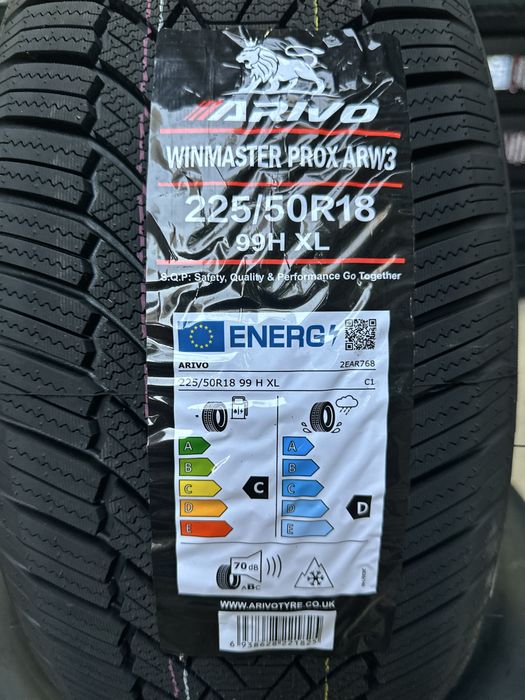 ARIVO
WINMASTER PROX ARW3
225/50R18
99H XL
S.Q.P: Safety, Quality & Performance Go Together
ENERG
ARIVO 2EAR768
225/50R18 99 H XL C1
A A
B B
C C C
D D D
E E
70 dB
ABC
WWW.ARIVOTYRE.CO.UK